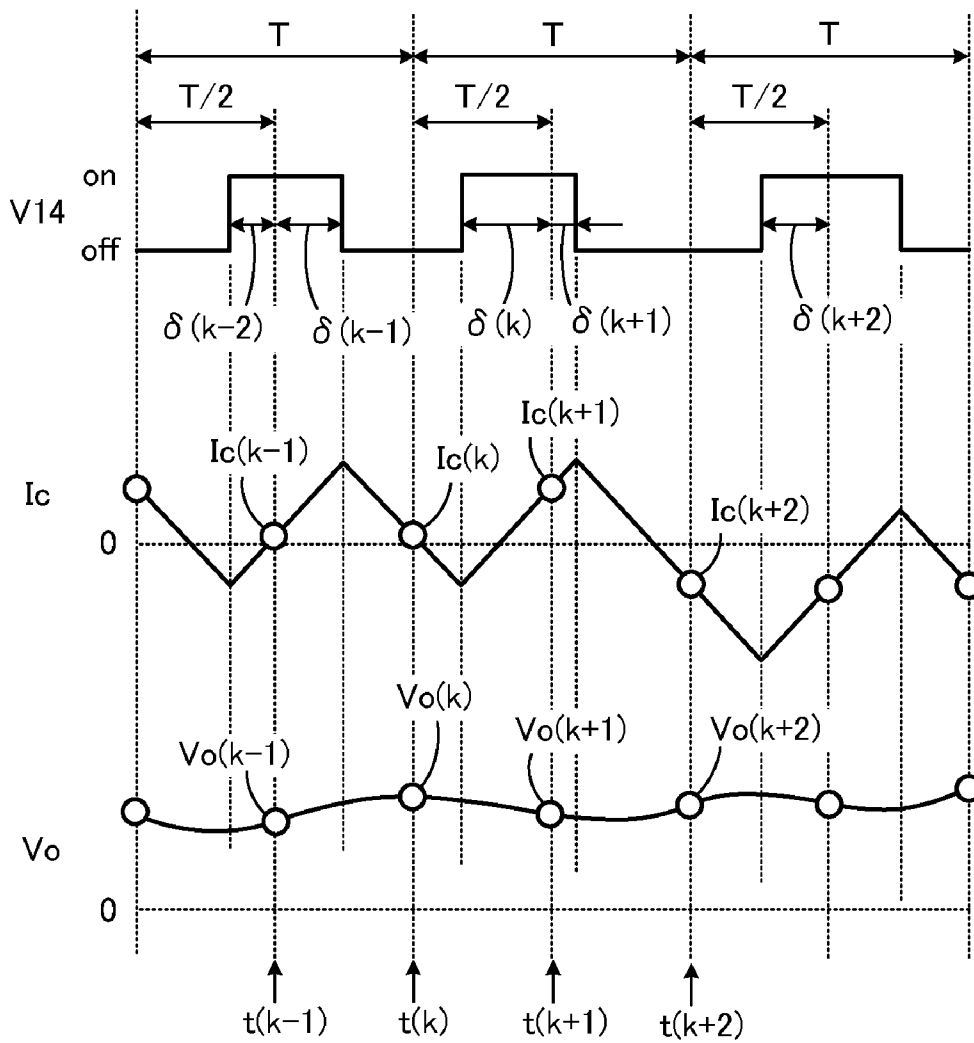 T T T
T/2 T/2 T/2
on
V14
off
δ(k-2) δ(k-1) δ(k) δ(k+1) δ(k+2)
Ic(k+1)
Ic(k-1) Ic(k)
Ic
Ic(k+2)
0
Vo(k)
Vo(k-1) Vo(k+1) Vo(k+2)
Vo
0
t(k-1) t(k) t(k+1) t(k+2)